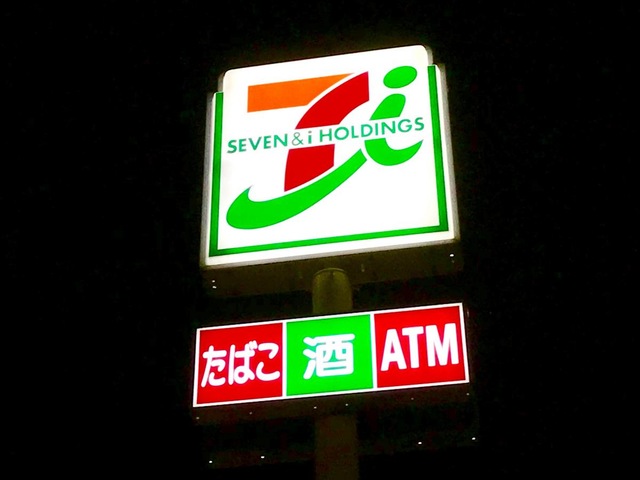 SEVEN & i HOLDINGS
たばこ 酒 ATM